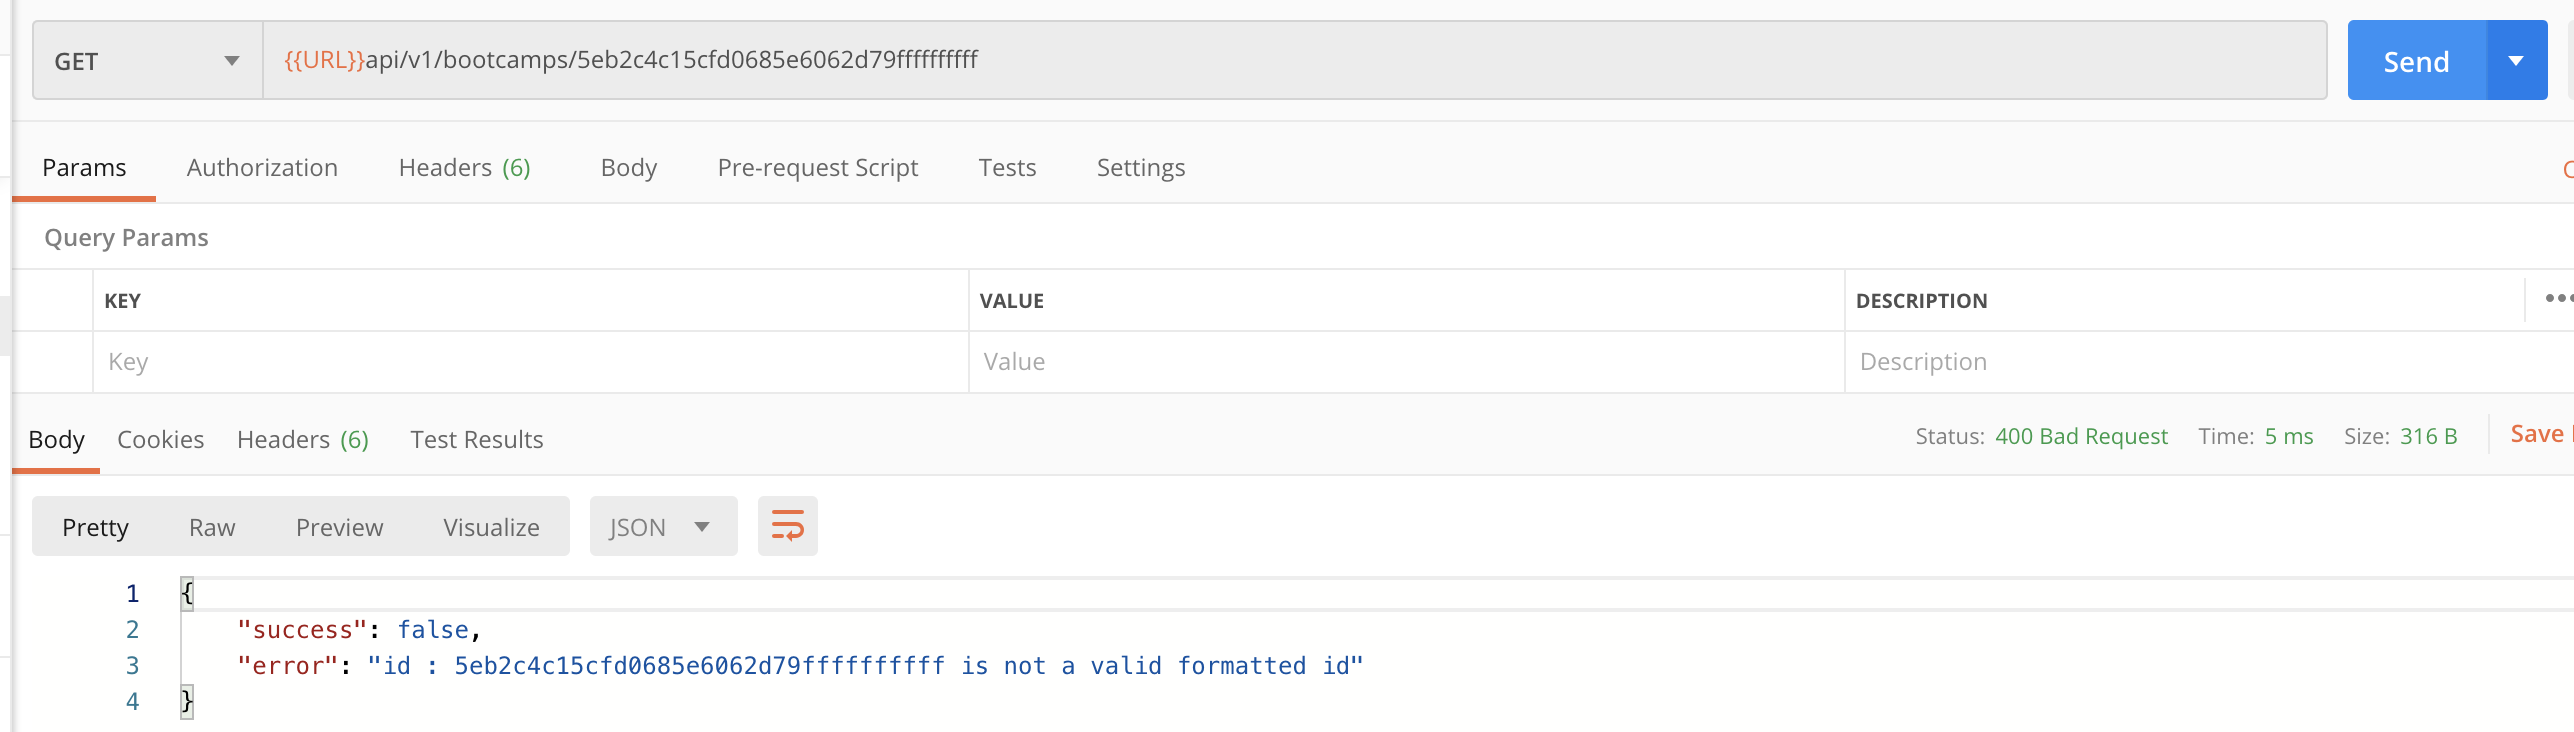 GET {{URL}}api/v1/bootcamps/5eb2c4c15cfd0685e6062d79ffffffffff Send
Params Authorization Headers (6) Body Pre-request Script Tests Settings
Query Params
KEY VALUE DESCRIPTION
Key Value Description
Body Cookies Headers (6) Test Results Status: 400 Bad Request Time: 5 ms Size: 316 B Save
Pretty Raw Preview Visualize JSON
1 {
2 "success": false,
3 "error": "id : 5eb2c4c15cfd0685e6062d79ffffffffff is not a valid formatted id"
4 }